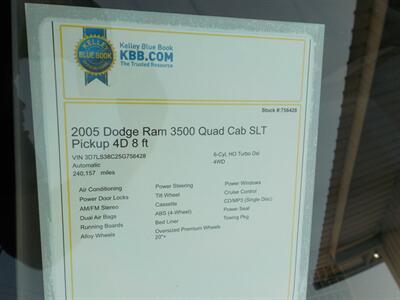 KELLEY
BLUE BOOK
Kelley Blue Book
KBB.COM
The Trusted Resource
Stock #:756428
2005 Dodge Ram 3500 Quad Cab SLT
Pickup 4D 8 ft
VIN 3D7LS38C25G756428
Automatic
240,157 miles
6-Cyl, HO Turbo Dsl
4WD
Air Conditioning
Power Door Locks
AM/FM Stereo
Dual Air Bags
Running Boards
Alloy Wheels
Power Steering
Tilt Wheel
Cassette
ABS (4-Wheel)
Bed Liner
Oversized Premium Wheels
20"+
Power Windows
Cruise Control
CD/MP3 (Single Disc)
Power Seat
Towing Pkg